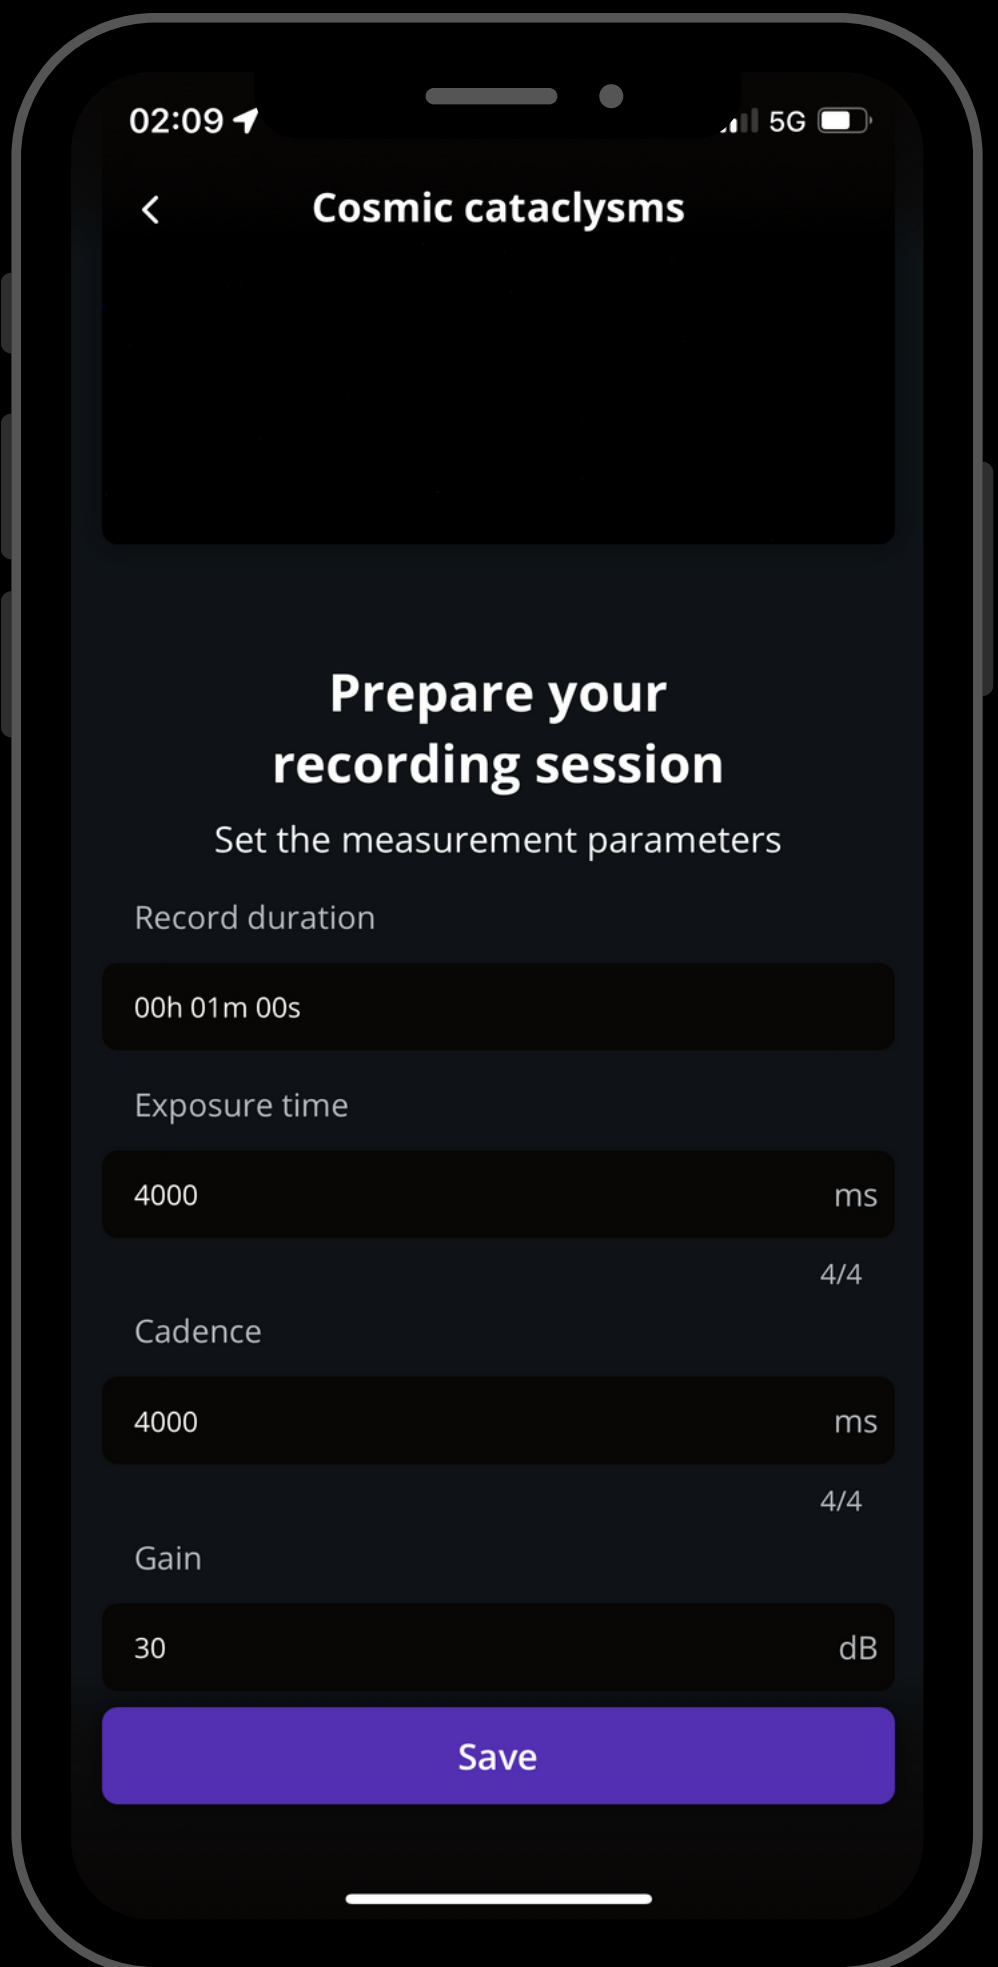 02:09
5G
Cosmic cataclysms
Prepare your
recording session
Set the measurement parameters
Record duration
00h 01m 00s
Exposure time
4000 ms
4/4
Cadence
4000 ms
4/4
Gain
30 dB
Save